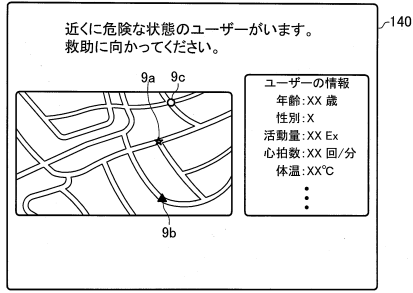 近くに危険な状態のユーザーがいます。
救助に向かってください。
140
9a
9c
9b
ユーザーの情報
年齢:XX 歳
性別:X
活動量:XX Ex
心拍数:XX 回/分
体温:XX℃